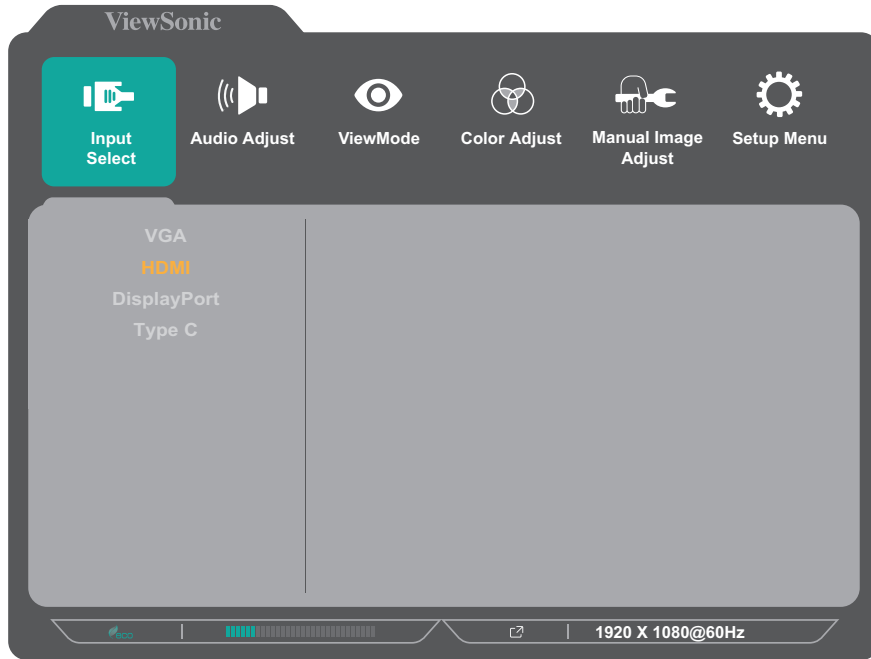 ViewSonic
Input
Select
Audio Adjust
ViewMode
Color Adjust
Manual Image
Adjust
Setup Menu
VGA
HDMI
DisplayPort
Type C
eco
1920 X 1080@60Hz